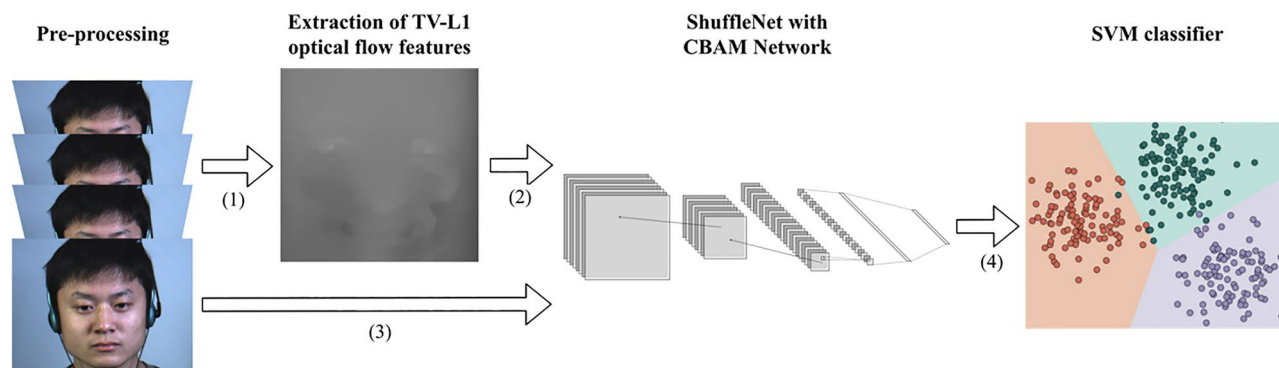 Pre-processing
Extraction of TV-L1
optical flow features
ShuffleNet with
CBAM Network
SVM classifier
(1)
(2)
(3)
(4)